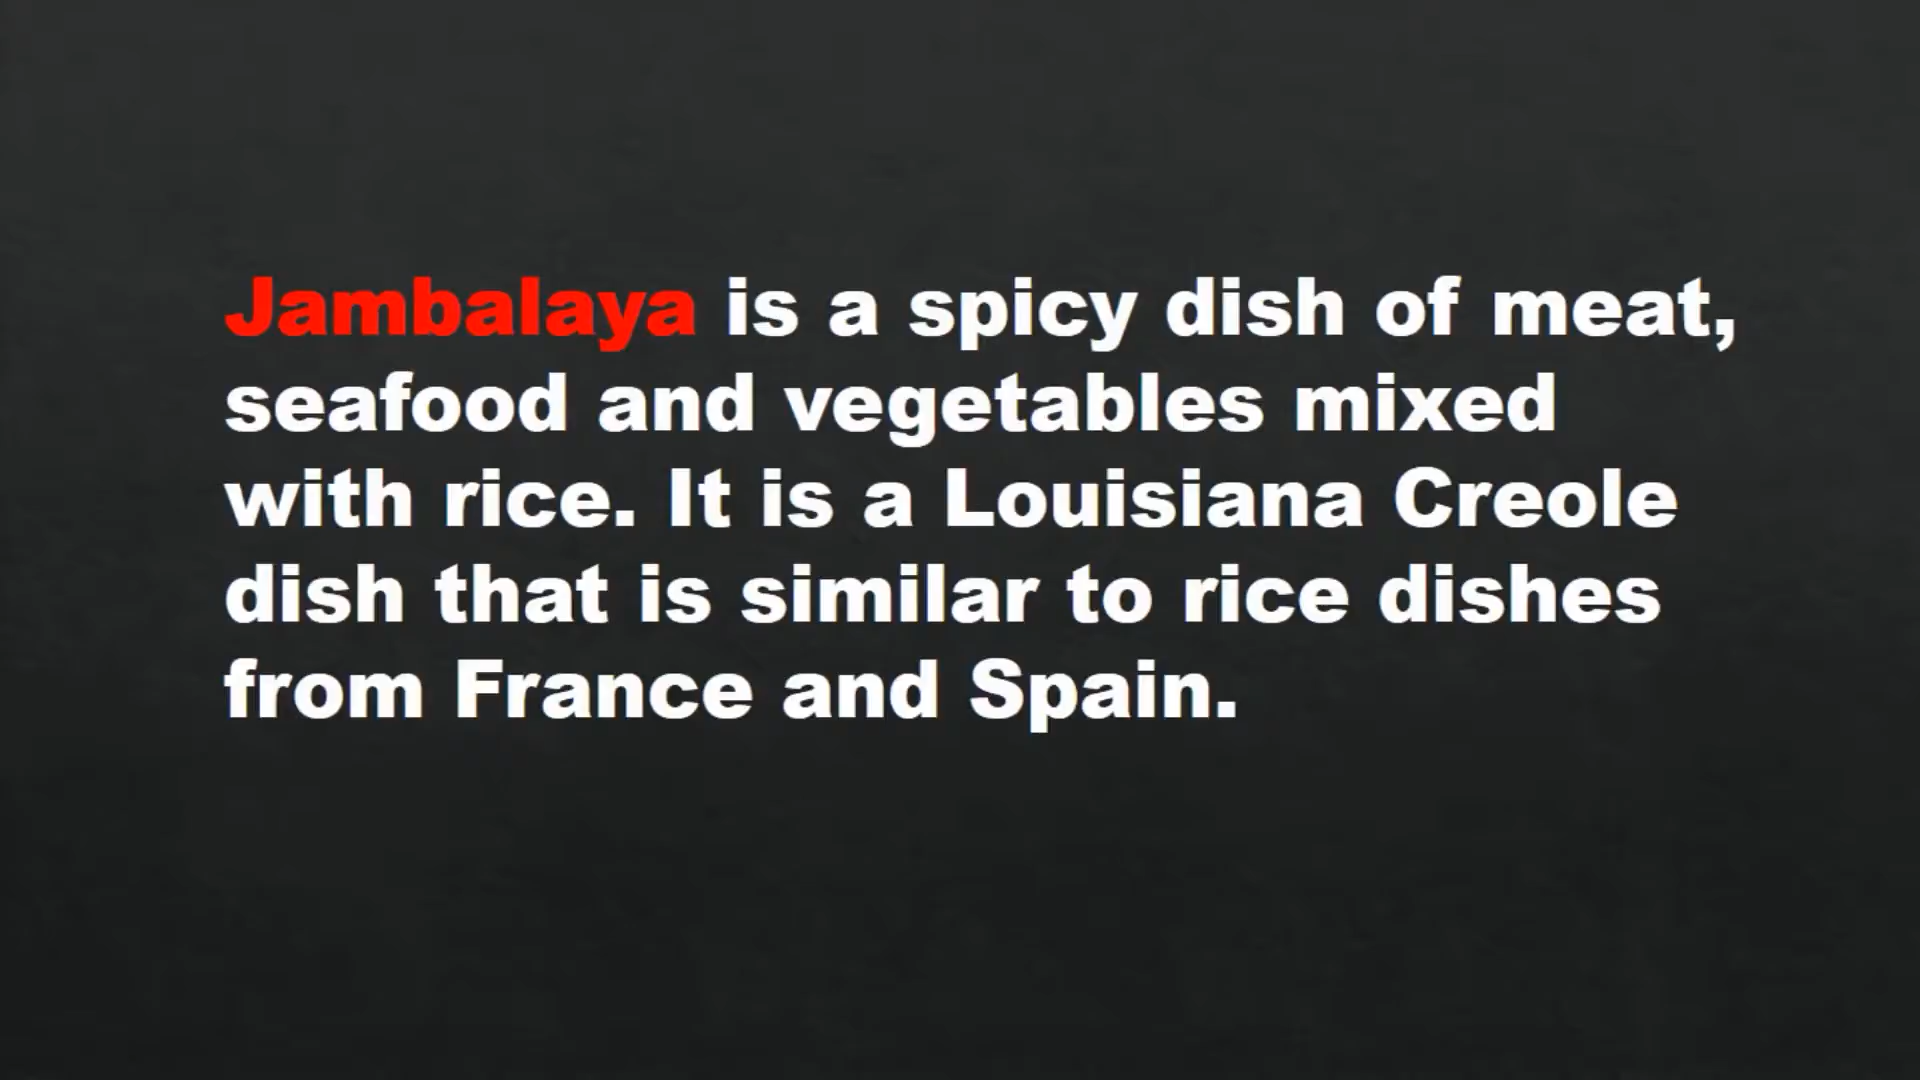 Jambalaya is a spicy dish of meat,
seafood and vegetables mixed
with rice. It is a Louisiana Creole
dish that is similar to rice dishes
from France and Spain.